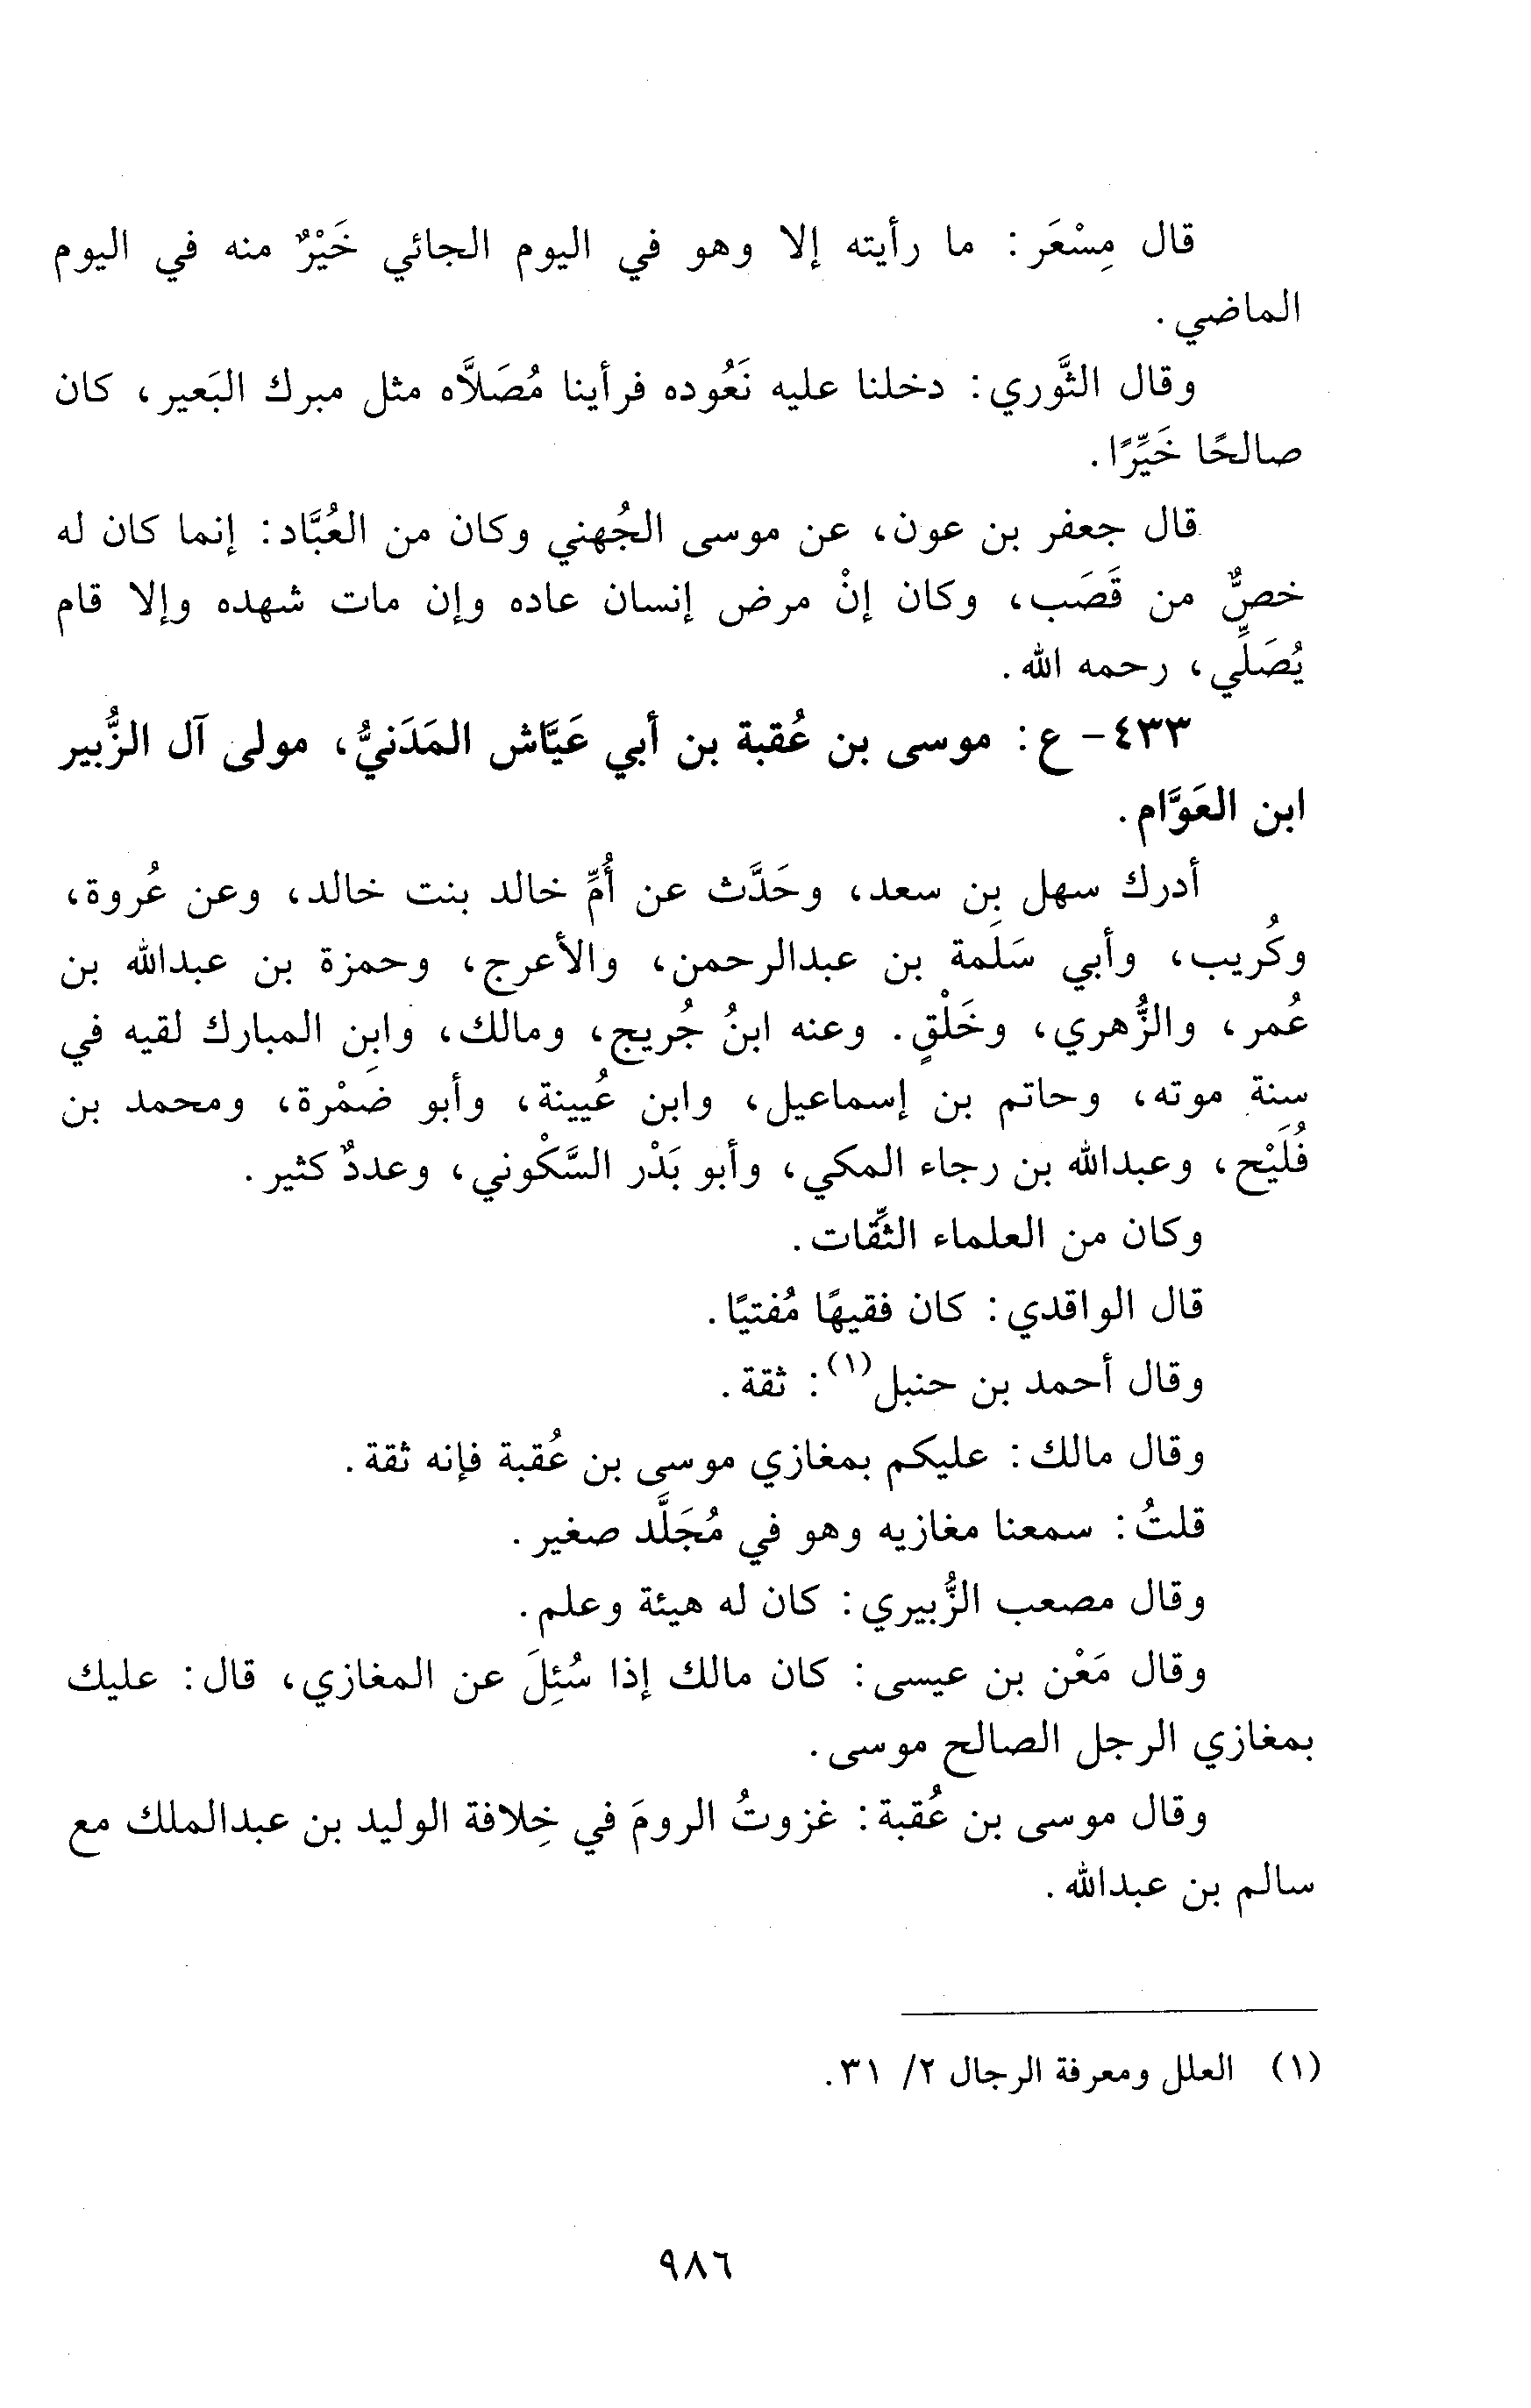 قال مِسْعَر: ما رأيته إلا وهو في اليوم الجائي خَيْرٌ منه في اليوم
الماضي.
وقال الثَّوري: دخلنا عليه نَعُوده فرأينا مُصَلاَّه مثل مبرك البَعير، كان
صالحًا خَيِّرًا.
قال جعفر بن عون، عن موسى الجُهني وكان من العُبَّاد: إنما كان له
خصٌّ من قَصَب، وكان إنْ مرض إنسان عاده وإن مات شهده وإلا قام
يُصَلِّي، رحمه الله.
٤٣٣- ع: موسى بن عُقبة بن أبي عَيَّاش المَدَنيُّ، مولى آل الزُّبير
ابن العَوَّام.
أدرك سهل بن سعد، وحَدَّث عن أُمِّ خالد بنت خالد، وعن عُروة،
وكُريب، وأبي سَلَمة بن عبدالرحمن، والأعرج، وحمزة بن عبدالله بن
عُمر، والزُّهري، وخَلْقٍ. وعنه ابنُ جُريج، ومالك، وابن المبارك لقيه في
سنة موته، وحاتم بن إسماعيل، وابن عُيينة، وأبو ضَمْرة، ومحمد بن
فُلَيْح، وعبدالله بن رجاء المكي، وأبو بَدْر السَّكُوني، وعددٌ كثير.
وكان من العلماء الثِّقات.
قال الواقدي: كان فقيهًا مُفتيًا.
وقال أحمد بن حنبل(١): ثقة.
وقال مالك: عليكم بمغازي موسى بن عُقبة فإنه ثقة.
قلتُ: سمعنا مغازيه وهو في مُجَلَّد صغير.
وقال مصعب الزُّبيري: كان له هيئة وعلم.
وقال مَعْن بن عيسى: كان مالك إذا سُئِلَ عن المغازي، قال: عليك
بمغازي الرجل الصالح موسى.
وقال موسى بن عُقبة: غزوتُ الرومَ في خِلافة الوليد بن عبدالملك مع
سالم بن عبدالله.
(١) العلل ومعرفة الرجال ٢/ ٣١.
٩٨٦